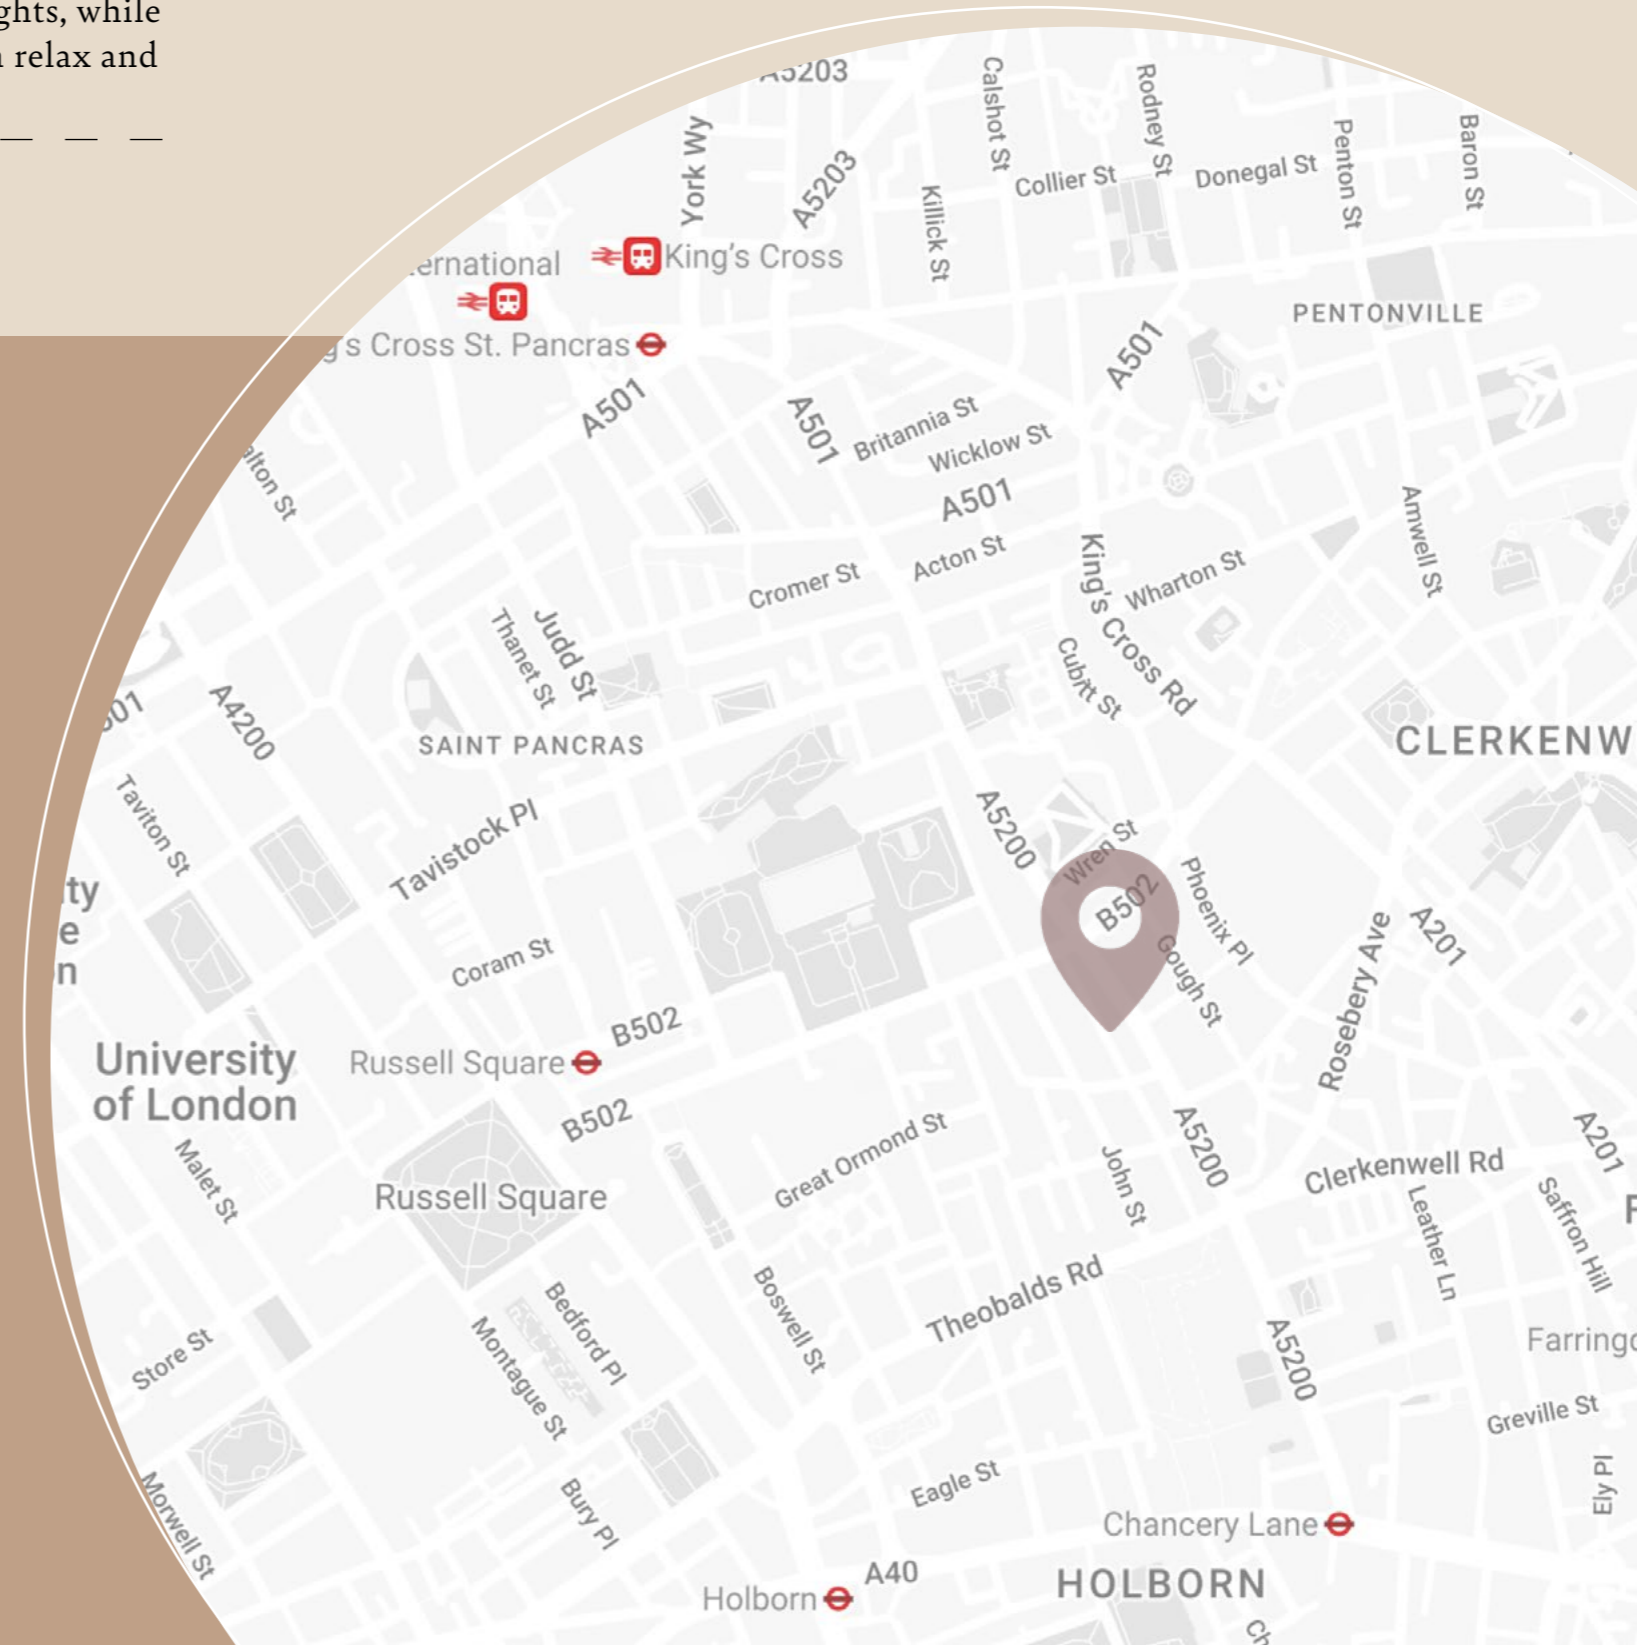 while
relax and
— — —
A5203
Calshot St
Rodney St
York Wy
A5203
Killick St
Collier St
Donegal St
Penton St
Baron St
King's Cross
St. Pancras
Cross
PENTONVILLE
A501
A501
A501
Britannia St
Wicklow St
A501
Acton St
Cromer St
King's Cross Rd
Wharton St
Amwell St
Judd St
Thanet St
Cubitt St
A4200
SAINT PANCRAS
Taviton St
Tavistock Pl
A5200
Wren St
B502
Phoenix Pl
Gough St
Rosebery Ave
A201
Coram St
B502
University
of London
Russell Square
B502
Malet St
Russell Square
Great Ormond St
John St
A5200
Clerkenwell Rd
A201
Leather Ln
Saffron Hill
Theobalds Rd
Boswell St
Bedford Pl
Montague St
Store St
A5200
Greville St
Ely Pl
Eagle St
Bury Pl
Morwell St
Chancery Lane
A40
Holborn
HOLBORN